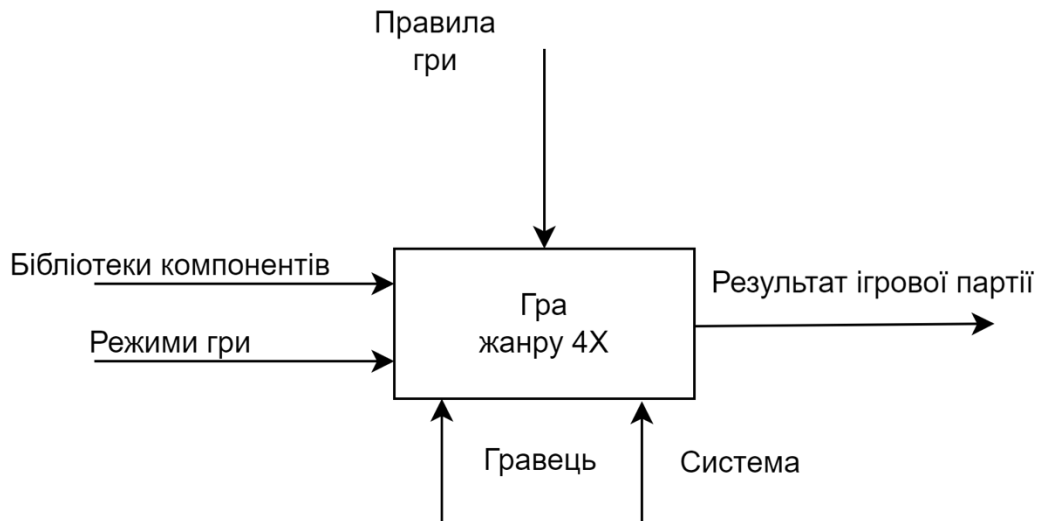 Правила
гри
Бібліотеки компонентів
Режими гри
Гра
жанру 4X
Результат ігрової партії
Гравець
Система